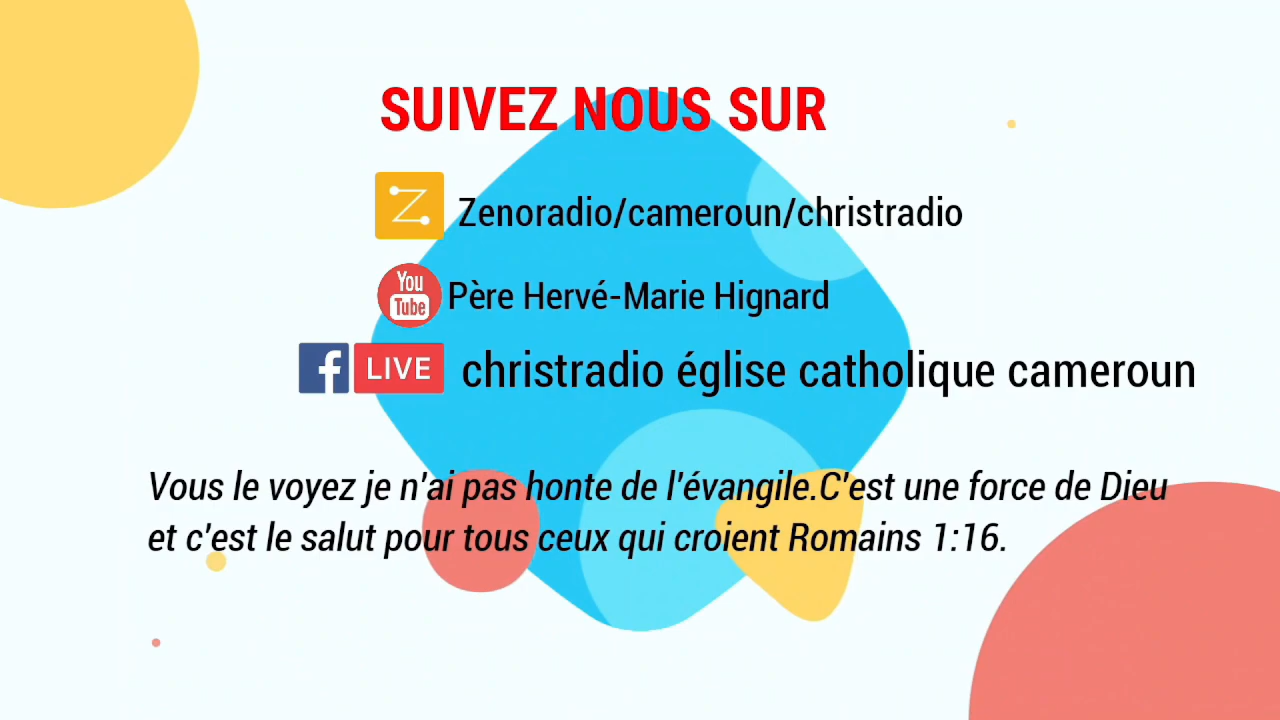 SUIVEZ NOUS SUR
Zenoradio/cameroun/christradio
You
Tube
Père Hervé-Marie Hignard
f LIVE christradio église catholique cameroun
Vous le voyez je n'ai pas honte de l'évangile.C'est une force de Dieu
et c'est le salut pour tous ceux qui croient Romains 1:16.